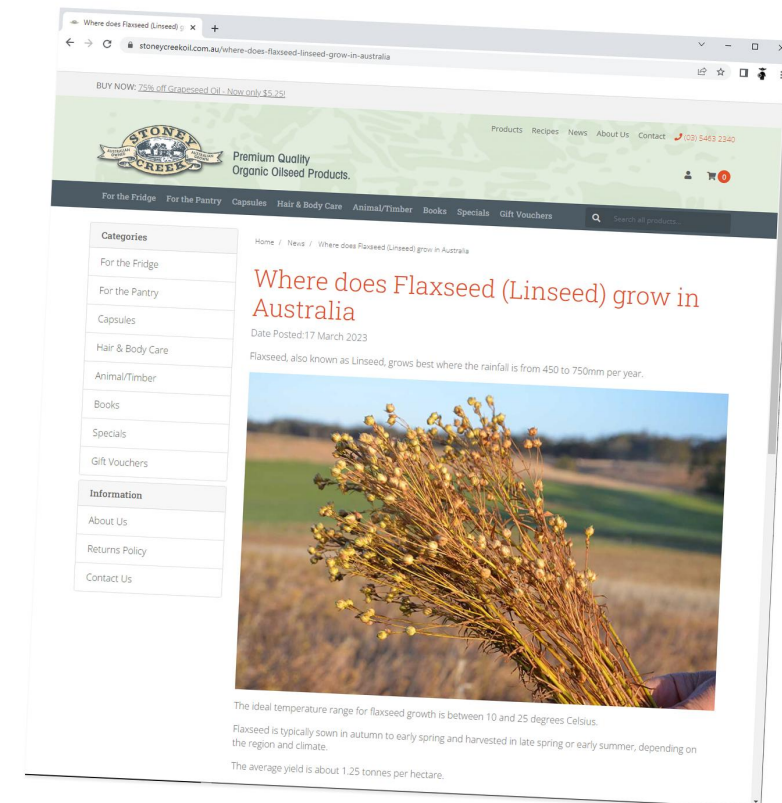 Where does Flaxseed (Linseed) g
stoneycreekoil.com.au/where-does-flaxseed-linseed-grow-in-australia
BUY NOW: 75% off Grapeseed Oil - Now only $5.25!
STONEY
CREEK
Premium Quality
Organic Oilseed Products.
Products Recipes News About Us Contact (03) 5463 2340
0
For the Fridge For the Pantry Capsules Hair & Body Care Animal/Timber Books Specials Gift Vouchers Search all products...
Categories
For the Fridge
For the Pantry
Capsules
Hair & Body Care
Animal/Timber
Books
Specials
Gift Vouchers
Information
About Us
Returns Policy
Contact Us
Home / News / Where does Flaxseed (Linseed) grow in Australia
Where does Flaxseed (Linseed) grow in
Australia
Date Posted:17 March 2023
Flaxseed, also known as Linseed, grows best where the rainfall is from 450 to 750mm per year.
The ideal temperature range for flaxseed growth is between 10 and 25 degrees Celsius.
Flaxseed is typically sown in autumn to early spring and harvested in late spring or early summer, depending on
the region and climate.
The average yield is about 1.25 tonnes per hectare.